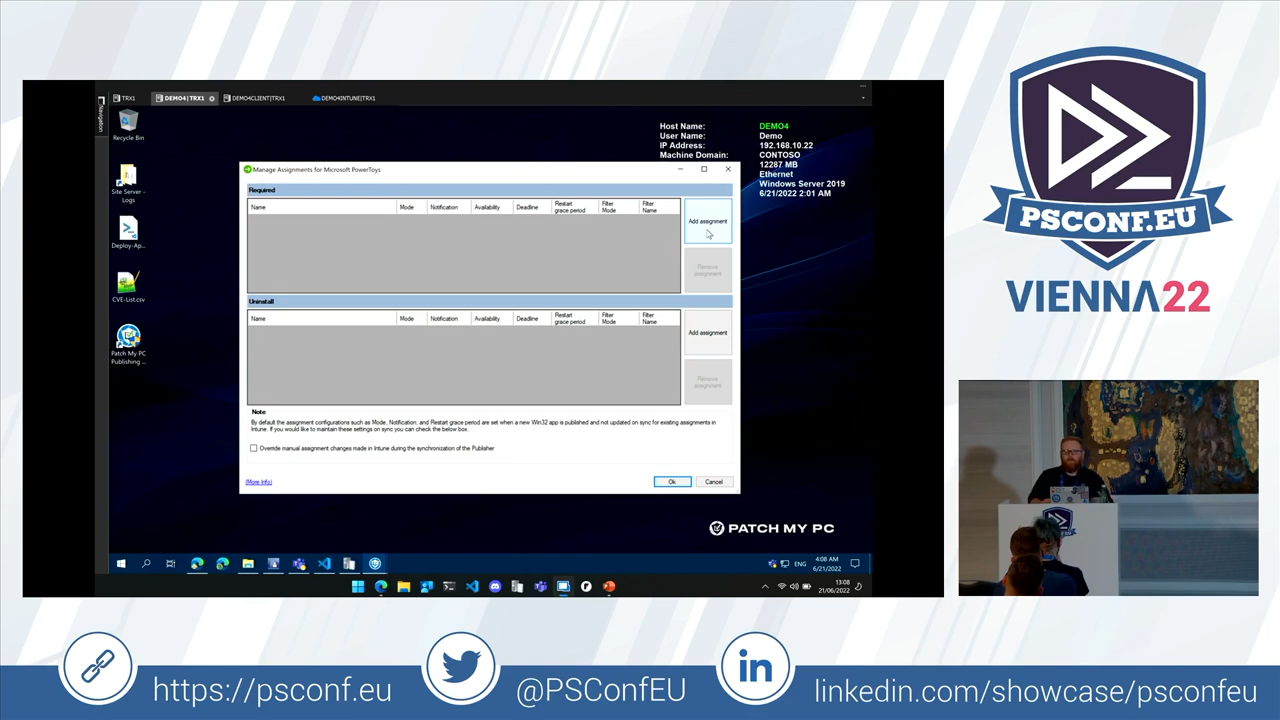 TRX1
DEMO4|TRX1
DEMO4CLIENT|TRX1
DEMO4INTUNE|TRX1
Navigation
Recycle Bin
Site Server -
Logs
Deploy-Ap...
CVE-List.csv
Patch My PC
Publishing ...
Host Name: DEMO4
User Name: Demo
IP Address: 192.168.10.22
Machine Domain: CONTOSO
12287 MB
Ethernet
Windows Server 2019
6/21/2022 2:01 AM
Manage Assignments for Microsoft PowerToys
Required
Name Mode Notification Availability Deadline Restart grace period Filter Mode Filter Name
Add assignment
Remove assignment
Uninstall
Name Mode Notification Availability Deadline Restart grace period Filter Mode Filter Name
Add assignment
Remove assignment
Note
By default the assignment configurations such as Mode, Notification, and Restart grace period are set when a new Win32 app is published and not updated on sync for existing assignments in
Intune. If you would like to maintain these settings on sync you can check the below box.
Override manual assignment changes made in Intune during the synchronization of the Publisher
(More Info)
Ok
Cancel
PATCH MY PC
ENG
4:08 AM
6/21/2022
13:08
21/06/2022
PSCONF.EU
VIENNA22
https://psconf.eu
@PSConfEU
in
linkedin.com/showcase/psconfeu